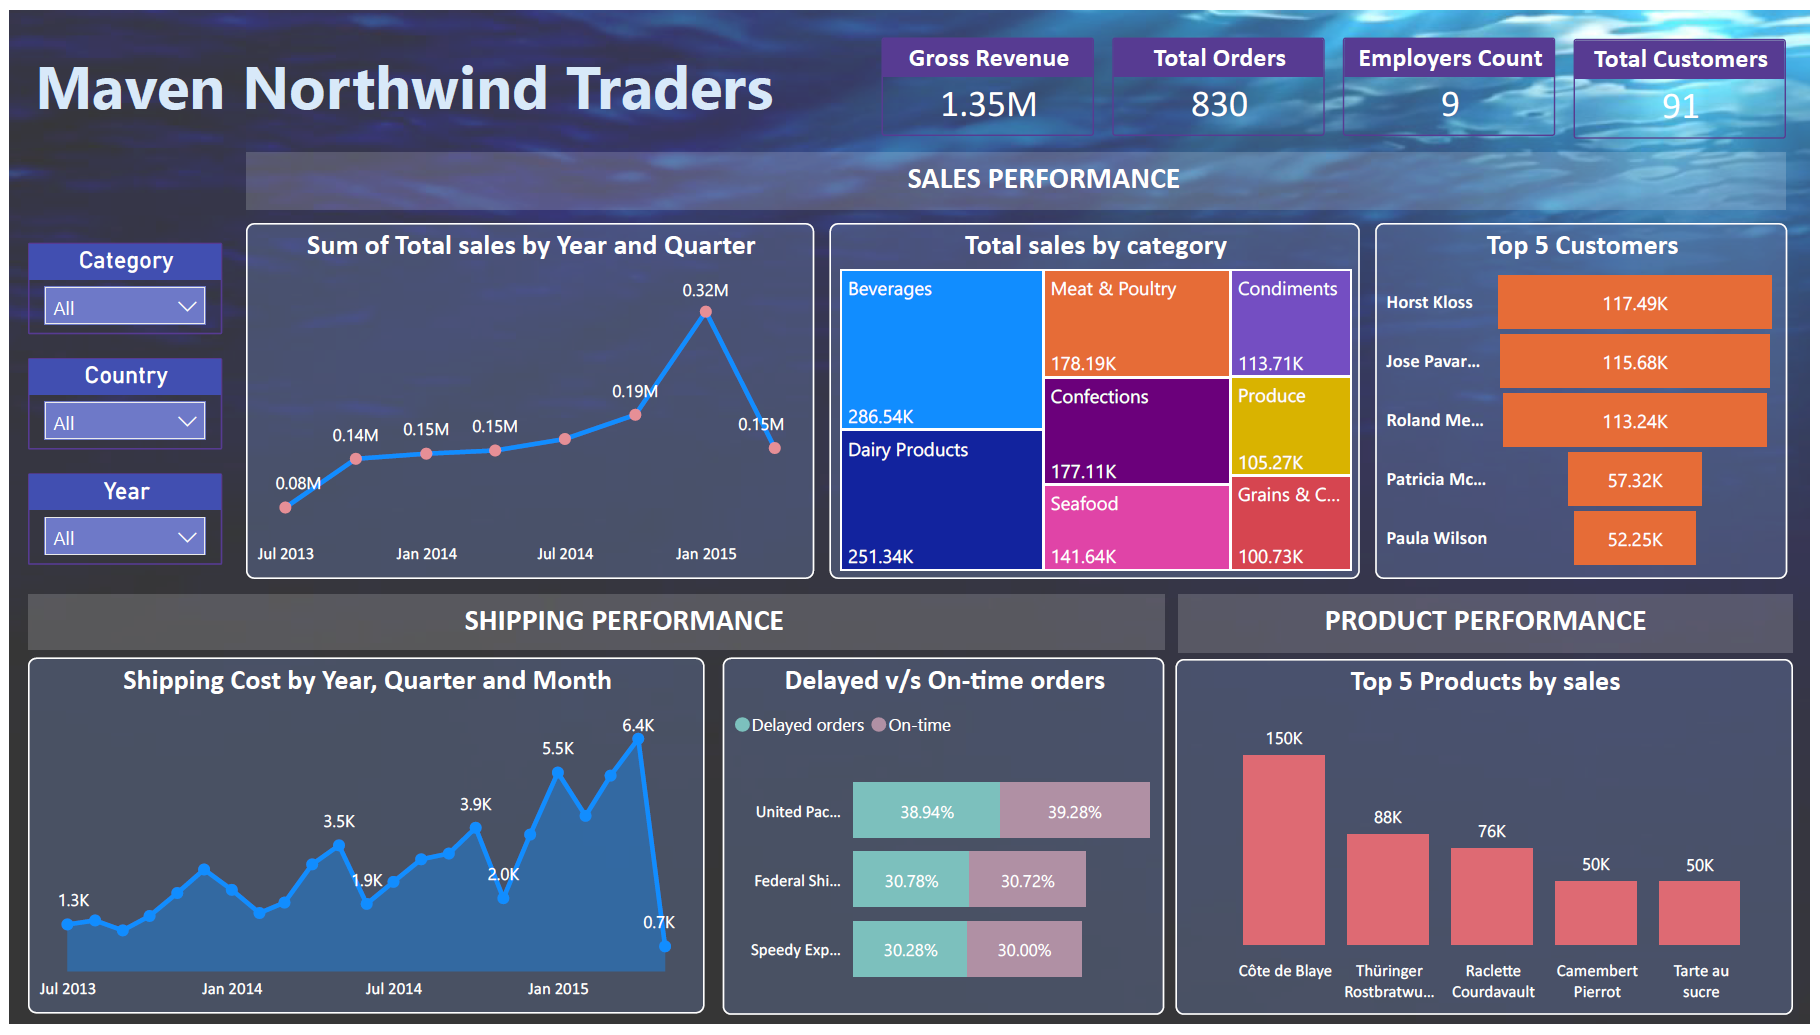 Maven Northwind Traders
Gross Revenue
1.35M
Total Orders
830
Employers Count
9
Total Customers
91
SALES PERFORMANCE
Category
All
Country
All
Year
All
Sum of Total sales by Year and Quarter
0.32M
0.19M
0.15M
0.14M
0.15M
0.15M
0.08M
Jul 2013
Jan 2014
Jul 2014
Jan 2015
Total sales by category
Beverages
286.54K
Dairy Products
251.34K
Meat & Poultry
178.19K
Confections
177.11K
Seafood
141.64K
Condiments
113.71K
Produce
105.27K
Grains & C...
100.73K
Top 5 Customers
Horst Kloss 117.49K
Jose Pavar... 115.68K
Roland Me... 113.24K
Patricia Mc... 57.32K
Paula Wilson 52.25K
SHIPPING PERFORMANCE
Shipping Cost by Year, Quarter and Month
6.4K
5.5K
3.9K
3.5K
1.9K
2.0K
1.3K
0.7K
Jul 2013
Jan 2014
Jul 2014
Jan 2015
Delayed v/s On-time orders
Delayed orders On-time
United Pac... 38.94% 39.28%
Federal Shi... 30.78% 30.72%
Speedy Exp... 30.28% 30.00%
PRODUCT PERFORMANCE
Top 5 Products by sales
150K
88K
76K
50K
50K
Côte de Blaye
Thüringer
Rostbratwu...
Raclette
Courdavault
Camembert
Pierrot
Tarte au
sucre